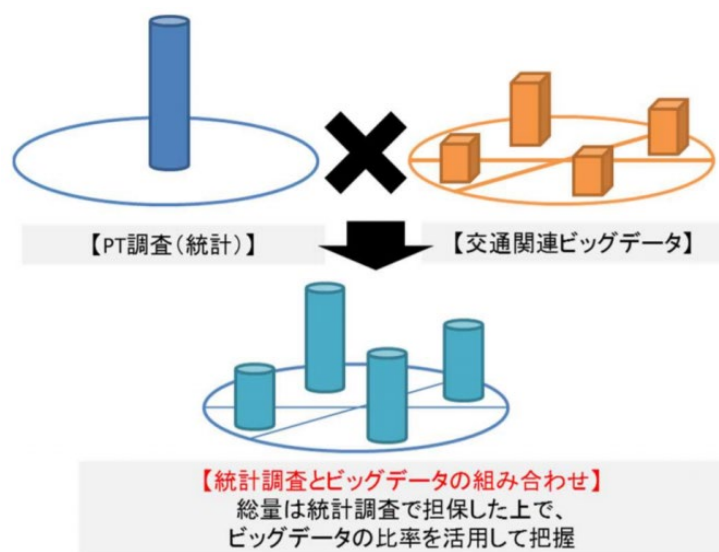 【PT調査(統計)】
【交通関連ビッグデータ】
【統計調査とビッグデータの組み合わせ】
総量は統計調査で担保した上で、
ビッグデータの比率を活用して把握